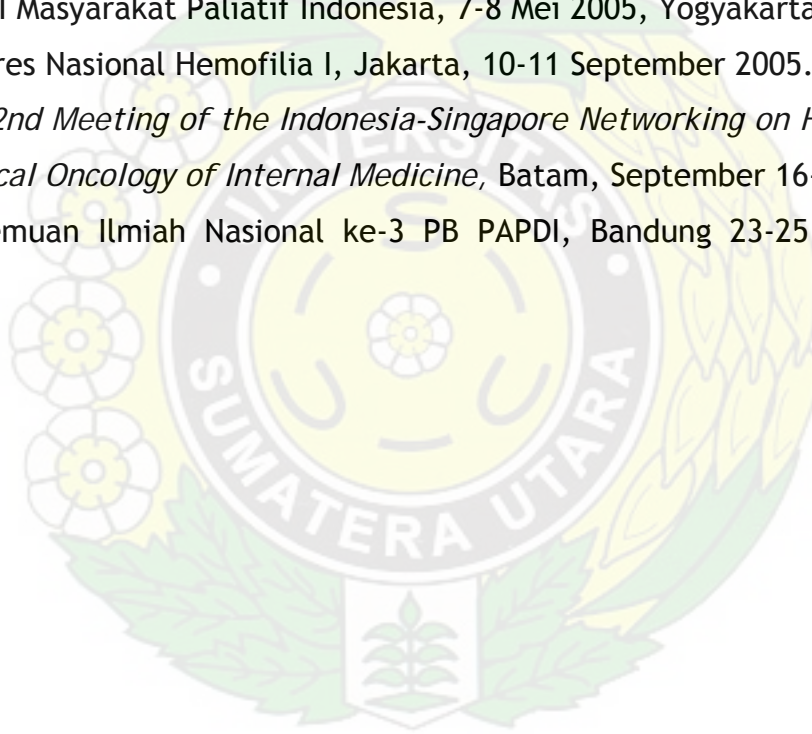 I Masyarakat Paliatif Indonesia, 7-8 Mei 2005, Yogyakarta
res Nasional Hemofilia I, Jakarta, 10-11 September 2005.
2nd Meeting of the Indonesia-Singapore Networking on H
cal Oncology of Internal Medicine, Batam, September 16-
emuan Ilmiah Nasional ke-3 PB PAPDI, Bandung 23-25
UNIVERSITAS
SUMATERA UTARA